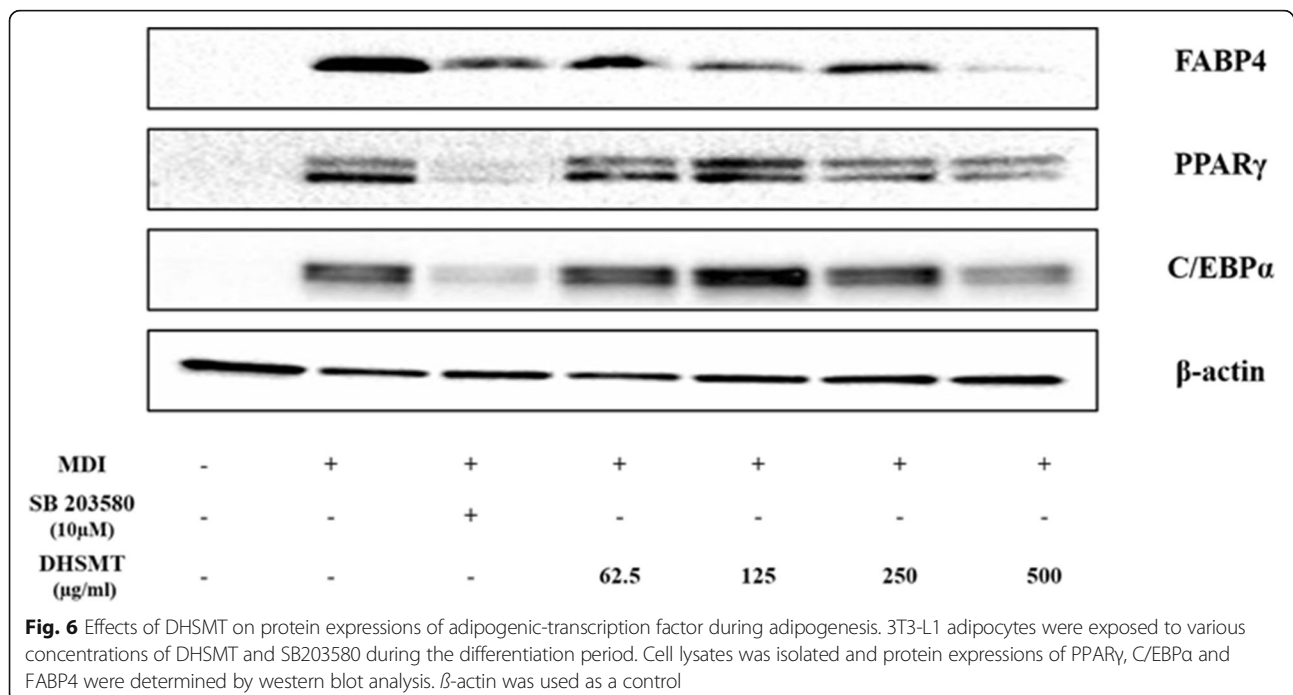 FABP4
PPARγ
C/EBPα
β-actin
MDI - + + + + + +
SB 203580
(10µM) - - + - - - -
DHSMT
(µg/ml) - - - 62.5 125 250 500
Fig. 6 Effects of DHSMT on protein expressions of adipogenic-transcription factor during adipogenesis. 3T3-L1 adipocytes were exposed to various
concentrations of DHSMT and SB203580 during the differentiation period. Cell lysates was isolated and protein expressions of PPARγ, C/EBPα and
FABP4 were determined by western blot analysis. ß-actin was used as a control